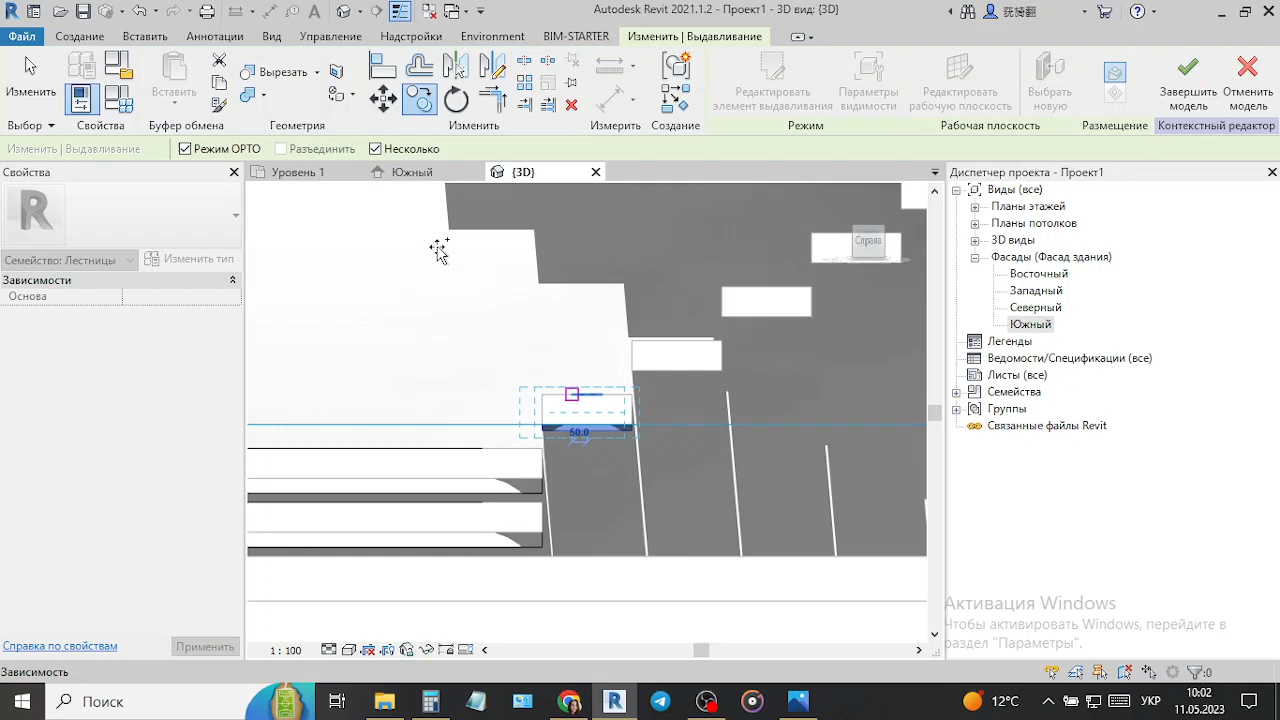 Autodesk Revit 2021.1.2 - Проект1 - 3D вид: {3D}
Файл Создание Вставить Аннотации Вид Управление Надстройки Environment BIM-STARTER Изменить | Выдавливание
Изменить Вставить Вырезать Редактировать элемент выдавливания Параметры видимости Редактировать рабочую плоскость Выбрать новую Завершить модель Отменить модель
Выбор Свойства Буфер обмена Геометрия Изменить Измерить Создание Режим Рабочая плоскость Размещение Контекстный редактор
Изменить | Выдавливание Режим ОРТО Разъединить Несколько
Свойства Уровень 1 Южный {3D} Диспетчер проекта - Проект1
Виды (все)
Планы этажей
Планы потолков
3D виды
Фасады (Фасад здания)
Восточный
Западный
Северный
Южный
Легенды
Ведомости/Спецификации (все)
Листы (все)
Семейства
Группы
Связанные файлы Revit
Семейство: Лестницы Изменить тип
Зависимости
Основа
Справа
50.0
Активация Windows
Чтобы активировать Windows, перейдите в
раздел "Параметры".
Справка по свойствам Применить
: 100
Зависимость
:0
Поиск
12°C УКР 10:02
11.05.2023